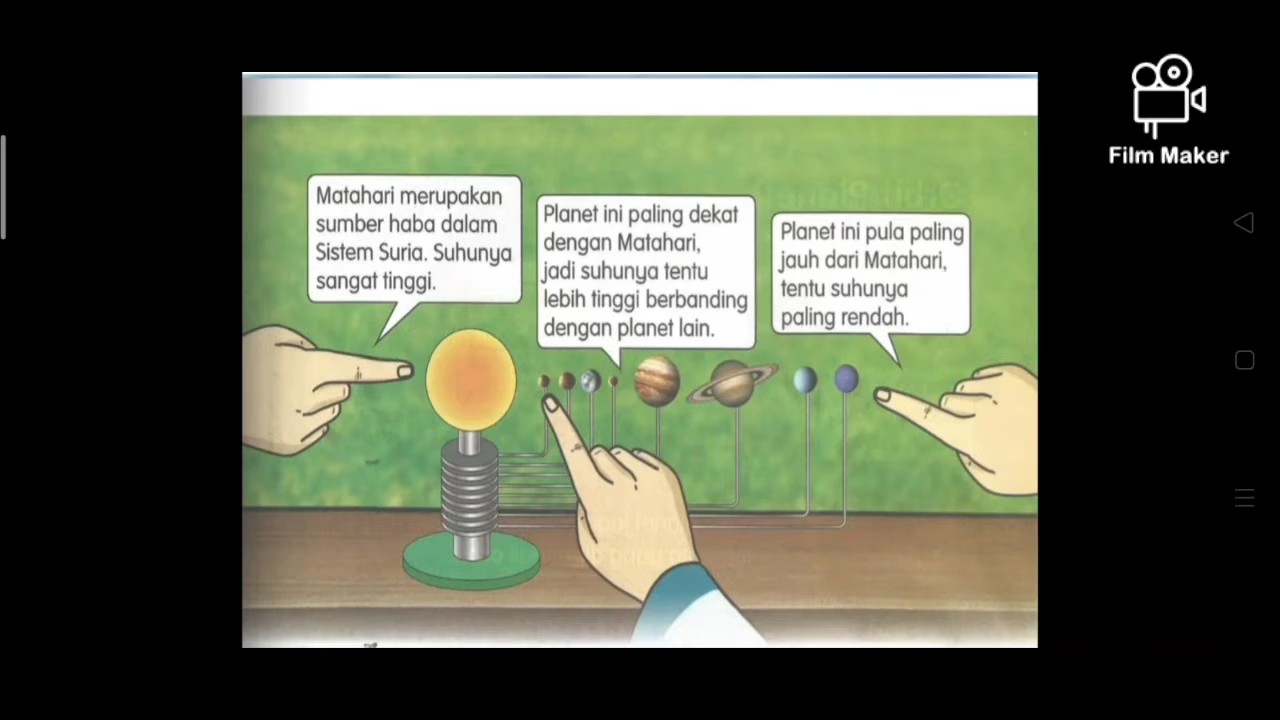 Matahari merupakan
sumber haba dalam
Sistem Suria. Suhunya
sangat tinggi.
Planet ini paling dekat
dengan Matahari,
jadi suhunya tentu
lebih tinggi berbanding
dengan planet lain.
Planet ini pula paling
jauh dari Matahari,
tentu suhunya
paling rendah.
Film Maker